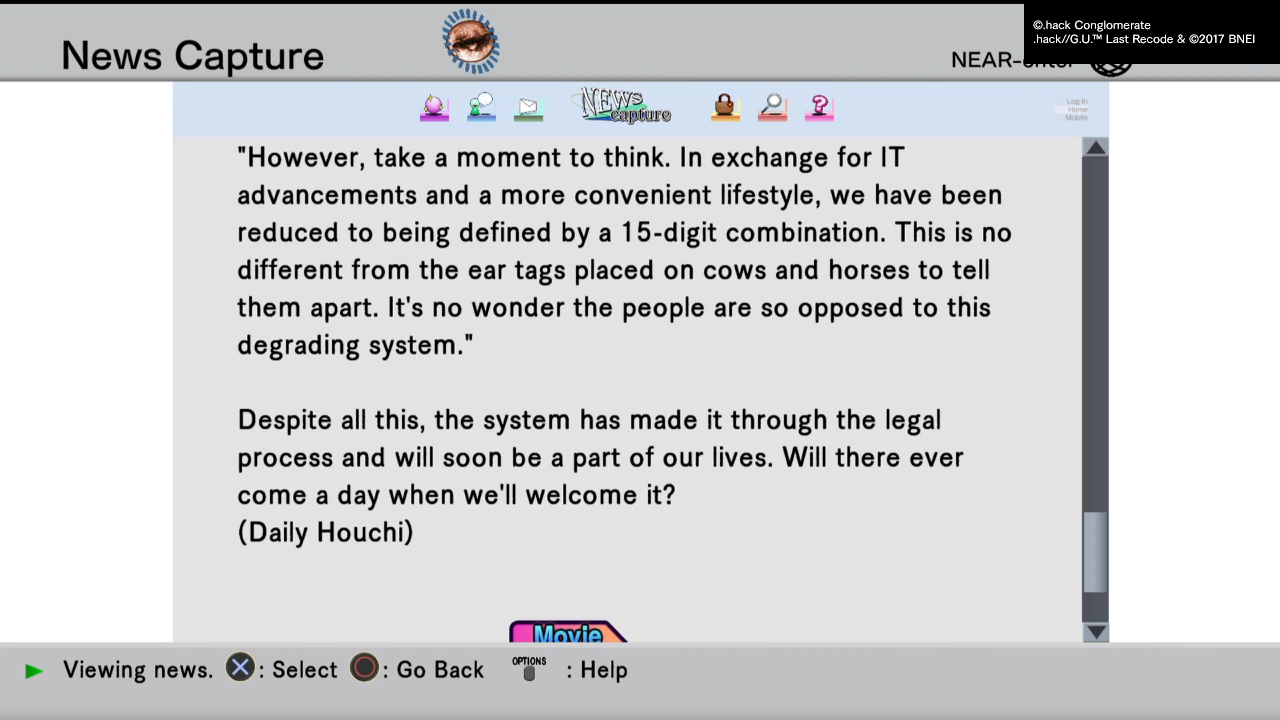 ©.hack Conglomerate
.hack//G.U.™ Last Recode & ©2017 BNEI
News Capture
NEAR-enter
NEWS
capture
Log In
Home
Mobile
"However, take a moment to think. In exchange for IT
advancements and a more convenient lifestyle, we have been
reduced to being defined by a 15-digit combination. This is no
different from the ear tags placed on cows and horses to tell
them apart. It's no wonder the people are so opposed to this
degrading system."
Despite all this, the system has made it through the legal
process and will soon be a part of our lives. Will there ever
come a day when we'll welcome it?
(Daily Houchi)
Movie
Viewing news. : Select : Go Back OPTIONS : Help